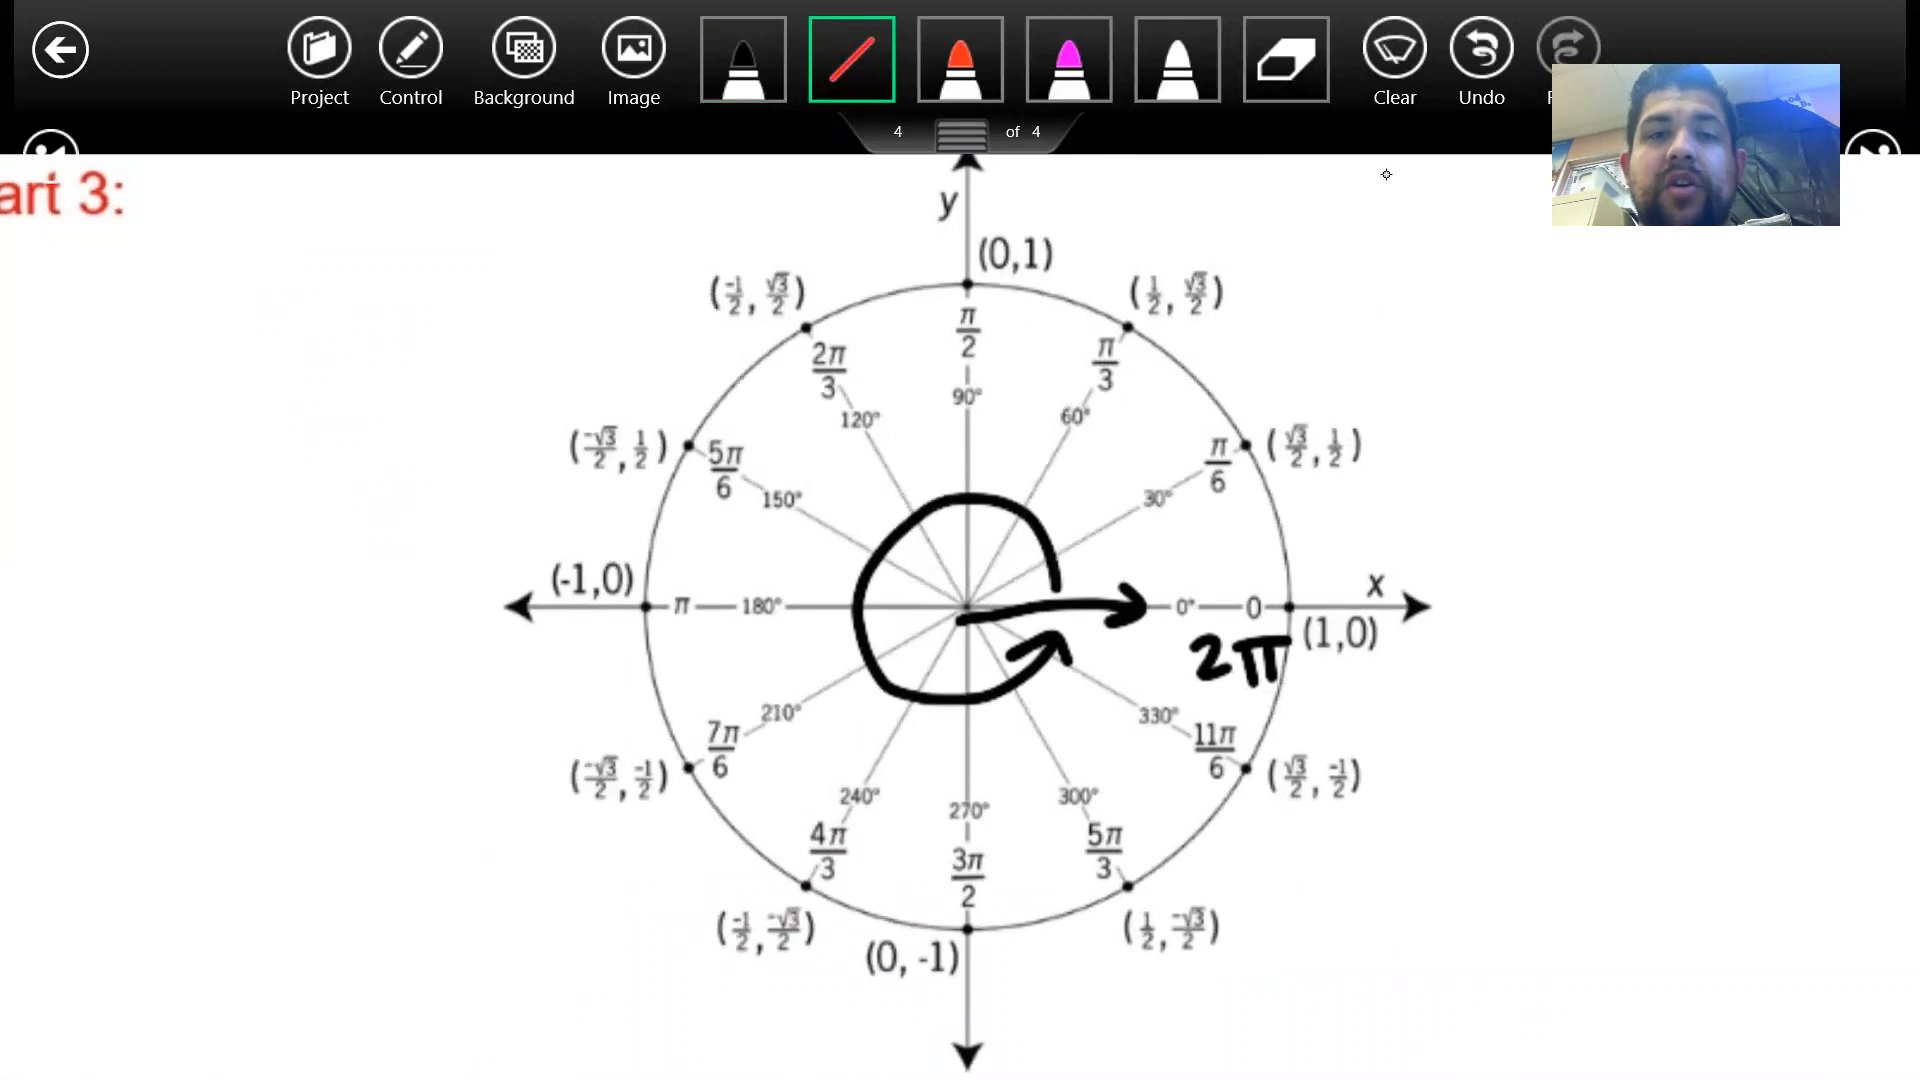 Project Control Background Image Clear Undo
4 of 4
art 3:
y
(0,1)
(-1/2, √3/2) (1/2, √3/2)
π/2
2π/3 π/3
90°
120° 60°
(-√3/2, 1/2) 5π/6 π/6 (√3/2, 1/2)
150° 30°
(-1,0) x
π 180° 0° 0
(1,0)
2π
210° 330°
7π/6 11π/6
(-√3/2, -1/2) (√3/2, -1/2)
240° 270° 300°
4π/3 3π/2 5π/3
(-1/2, -√3/2) (1/2, -√3/2)
(0, -1)